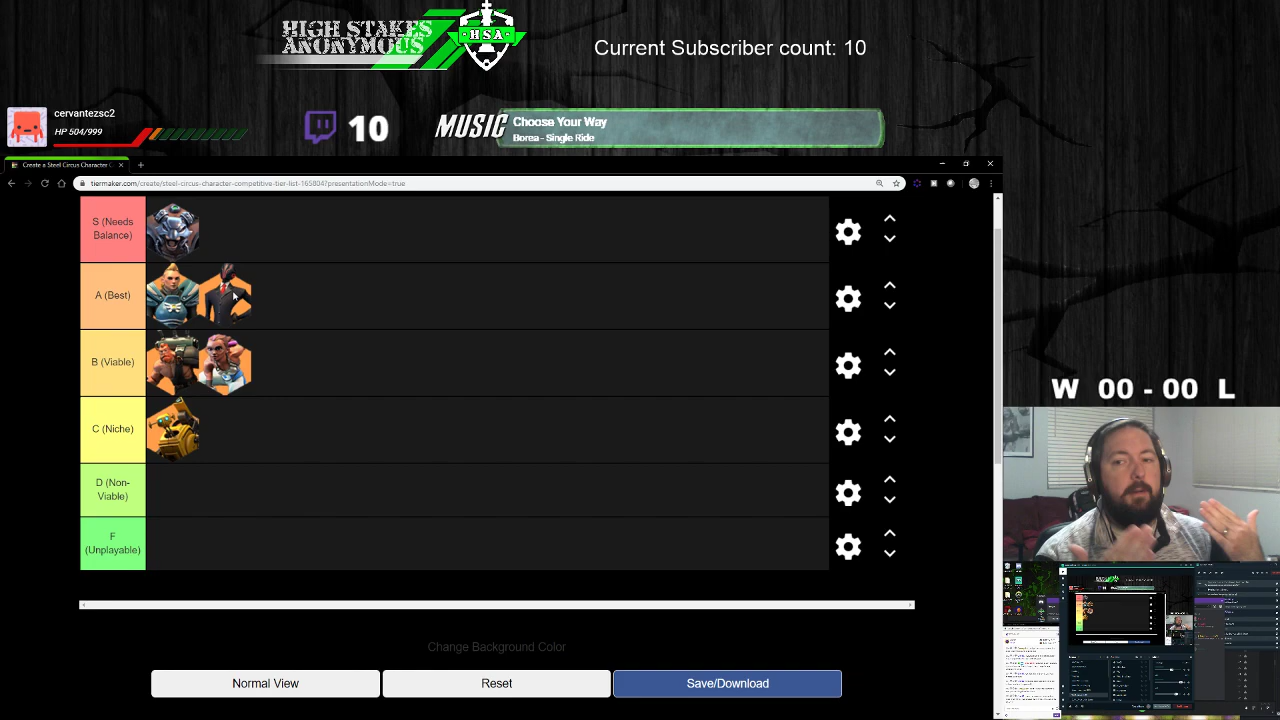 HIGH STAKES
ANONYMOUS
HSA
Current Subscriber count: 10
cervantezsc2
HP 504/999
10
MUSIC
Choose Your Way
Borea - Single Ride
Create a Steel Circus Character
tiermaker.com/create/steel-circus-character-competitive-tier-list-165804?presentationMode=true
S (Needs
Balance)
A (Best)
B (Viable)
C (Niche)
D (Non-
Viable)
F
(Unplayable)
W 00 - 00 L
Change Background Color
Normal View
Reset
Save/Download